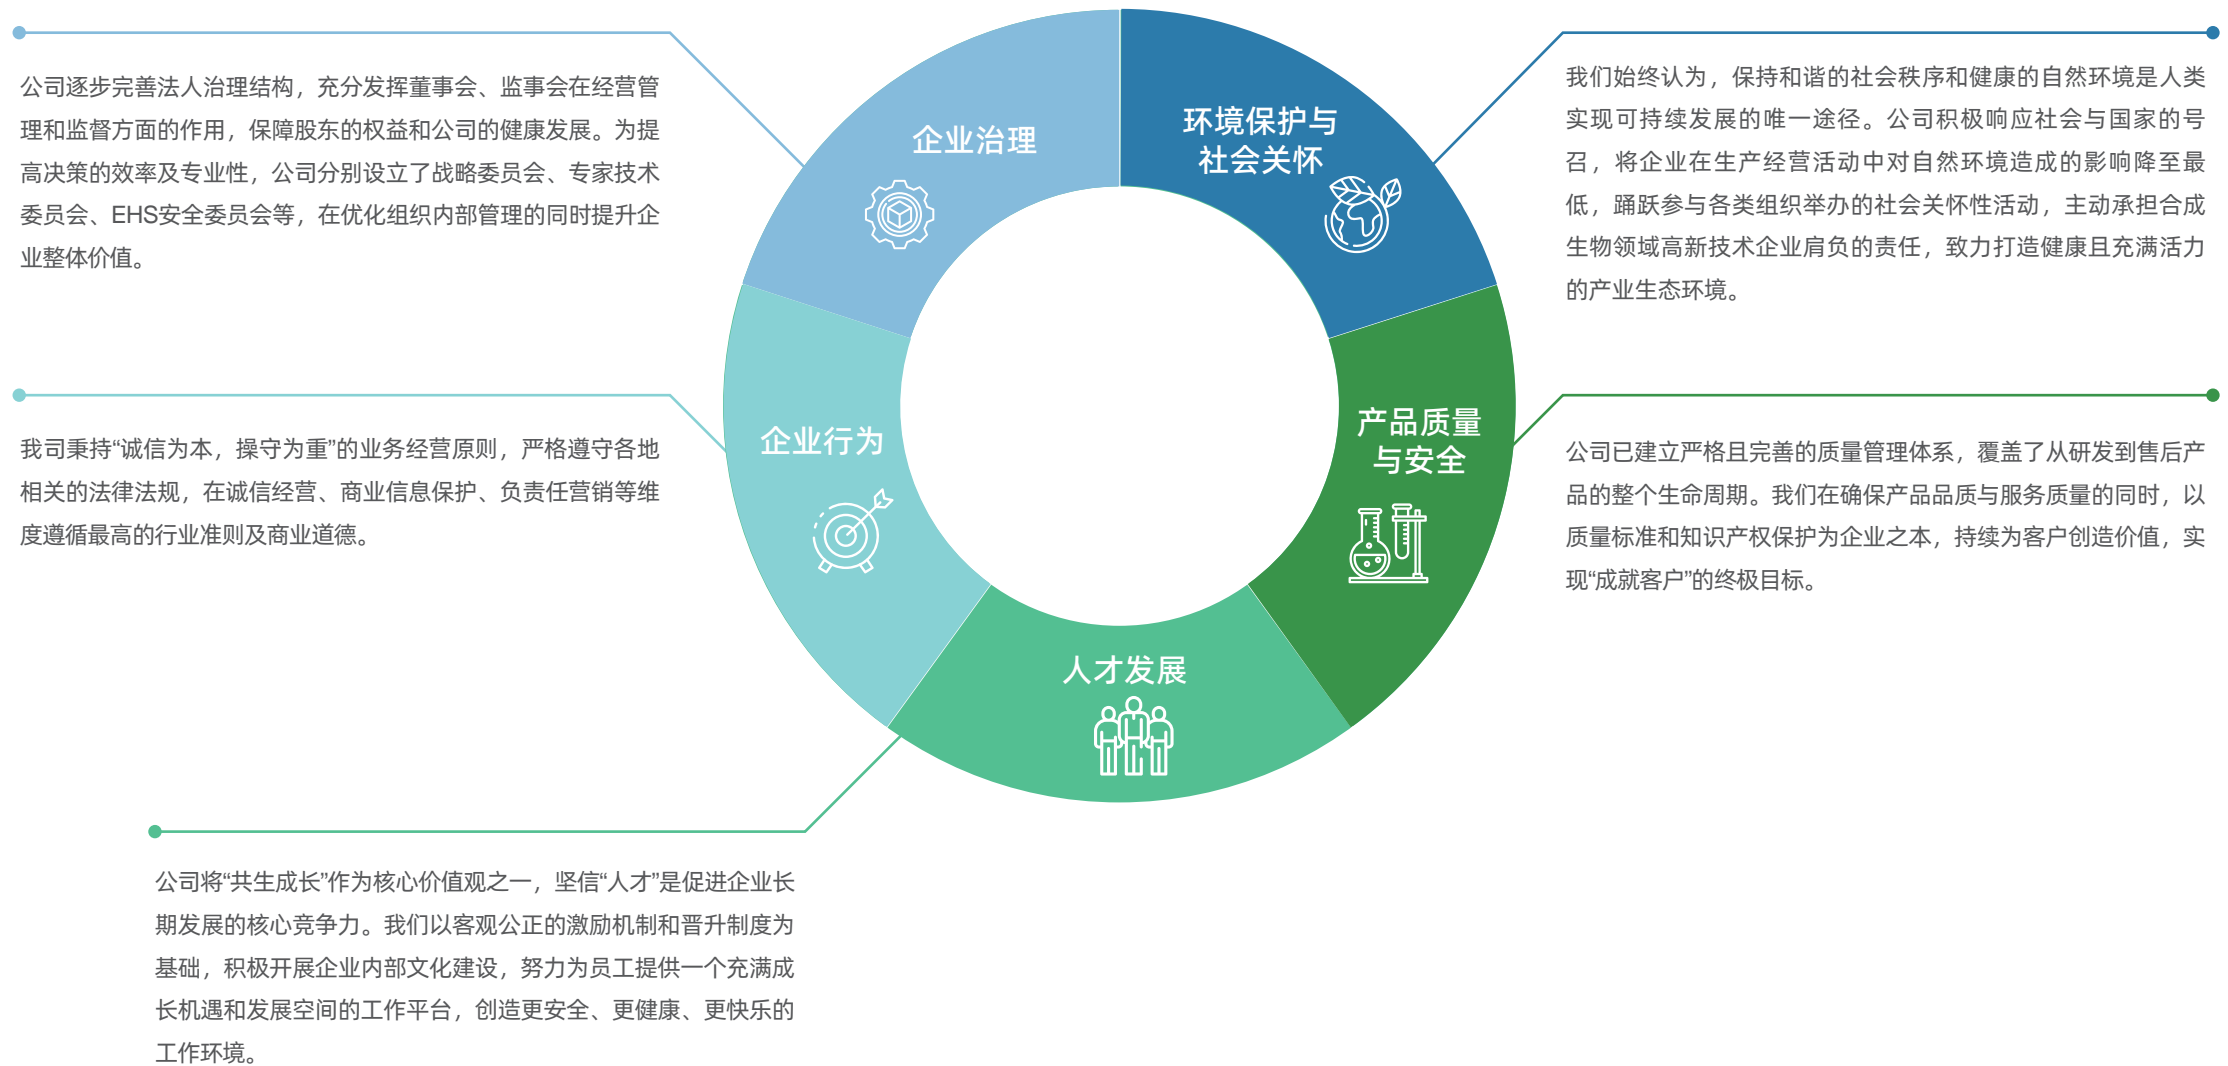 公司逐步完善法人治理结构，充分发挥董事会、监事会在经营管
理和监督方面的作用，保障股东的权益和公司的健康发展。为提
高决策的效率及专业性，公司分别设立了战略委员会、专家技术
委员会、EHS安全委员会等，在优化组织内部管理的同时提升企
业整体价值。
企业治理
环境保护与
社会关怀
我们始终认为，保持和谐的社会秩序和健康的自然环境是人类
实现可持续发展的唯一途径。公司积极响应社会与国家的号
召，将企业在生产经营活动中对自然环境造成的影响降至最
低，踊跃参与各类组织举办的社会关怀性活动，主动承担合成
生物领域高新技术企业肩负的责任，致力打造健康且充满活力
的产业生态环境。
我司秉持“诚信为本，操守为重”的业务经营原则，严格遵守各地
相关的法律法规，在诚信经营、商业信息保护、负责任营销等维
度遵循最高的行业准则及商业道德。
企业行为
产品质量
与安全
公司已建立严格且完善的质量管理体系，覆盖了从研发到售后产
品的整个生命周期。我们在确保产品品质与服务质量的同时，以
质量标准和知识产权保护为企业之本，持续为客户创造价值，实
现“成就客户”的终极目标。
人才发展
公司将“共生成长”作为核心价值观之一，坚信“人才”是促进企业长
期发展的核心竞争力。我们以客观公正的激励机制和晋升制度为
基础，积极开展企业内部文化建设，努力为员工提供一个充满成
长机遇和发展空间的工作平台，创造更安全、更健康、更快乐的
工作环境。